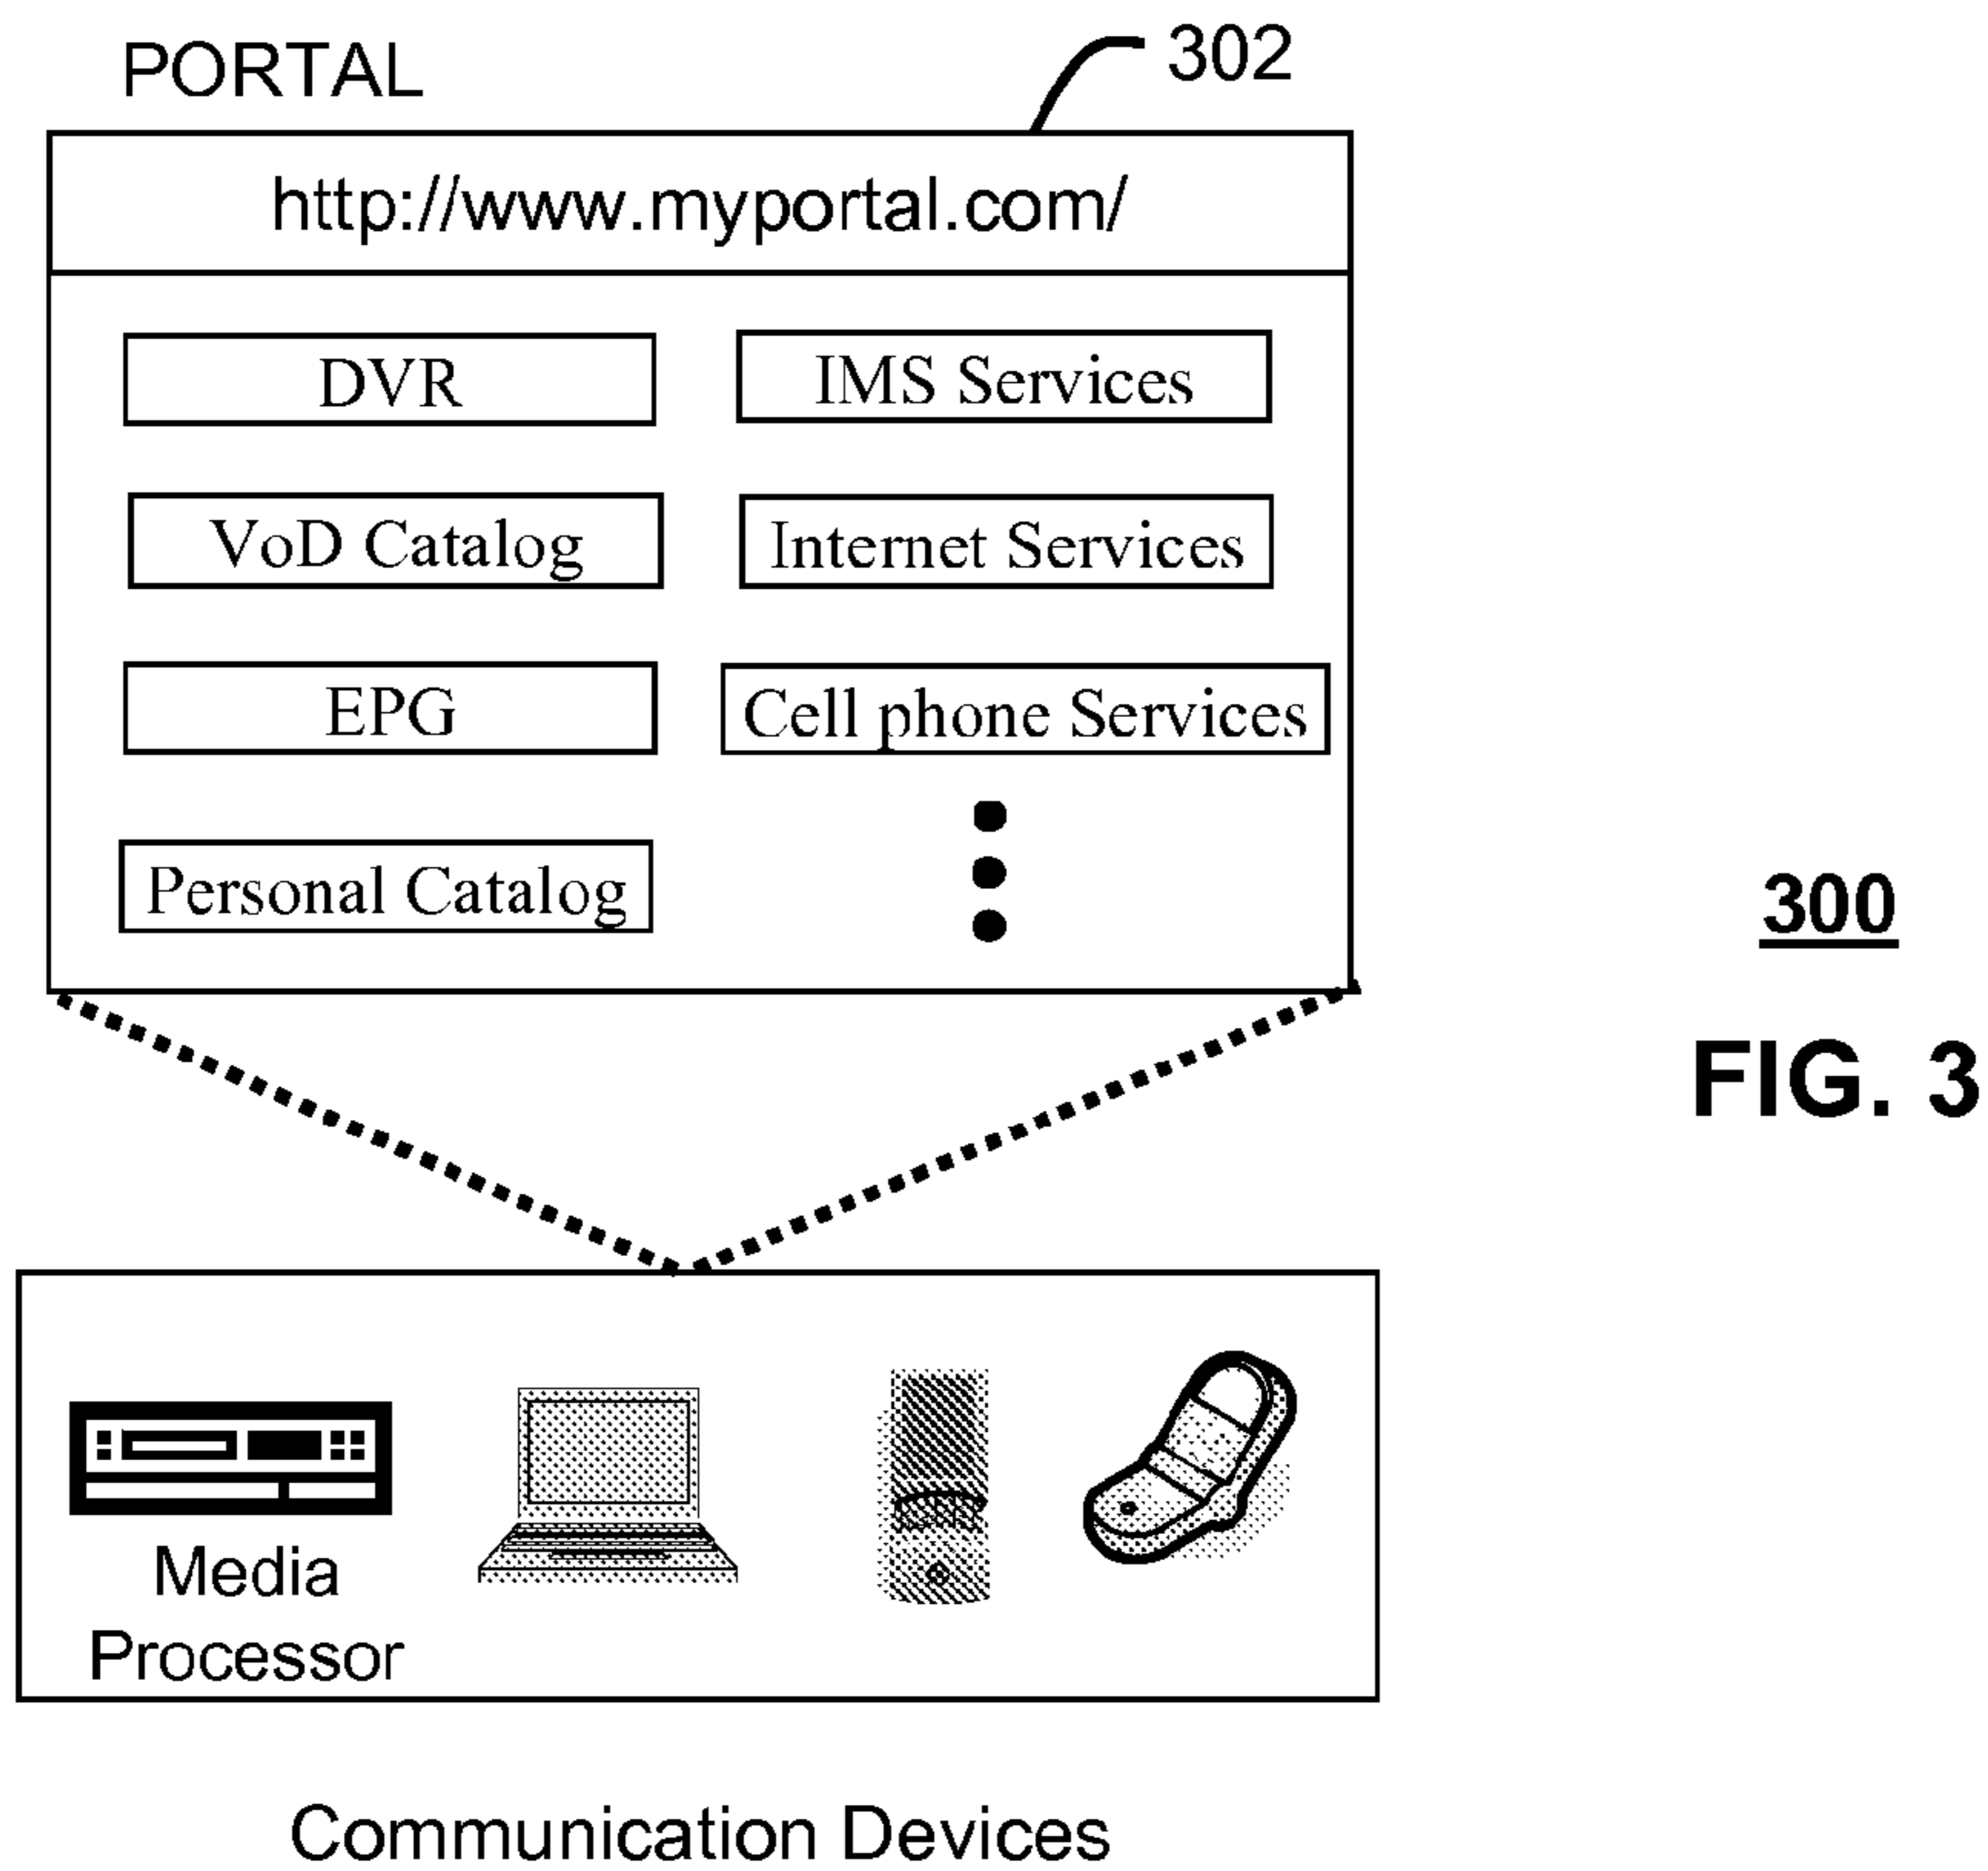 PORTAL
302
http://www.myportal.com/
DVR
IMS Services
VoD Catalog
Internet Services
EPG
Cell phone Services
Personal Catalog
300
FIG. 3
Media
Processor
Communication Devices